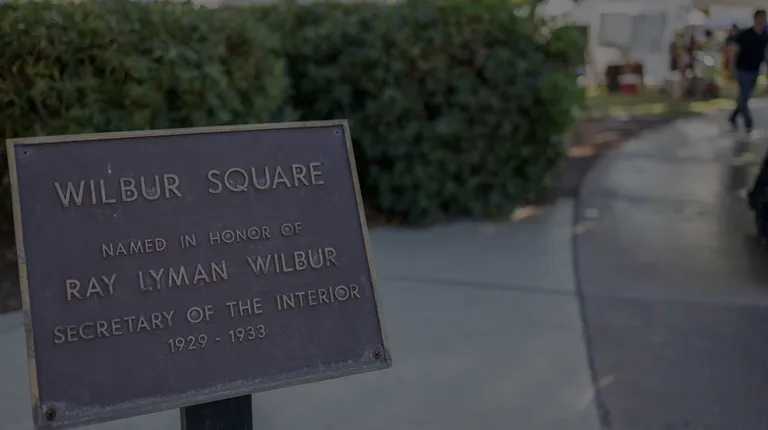 WILBUR SQUARE
NAMED IN HONOR OF
RAY LYMAN WILBUR
SECRETARY OF THE INTERIOR
1929 - 1933